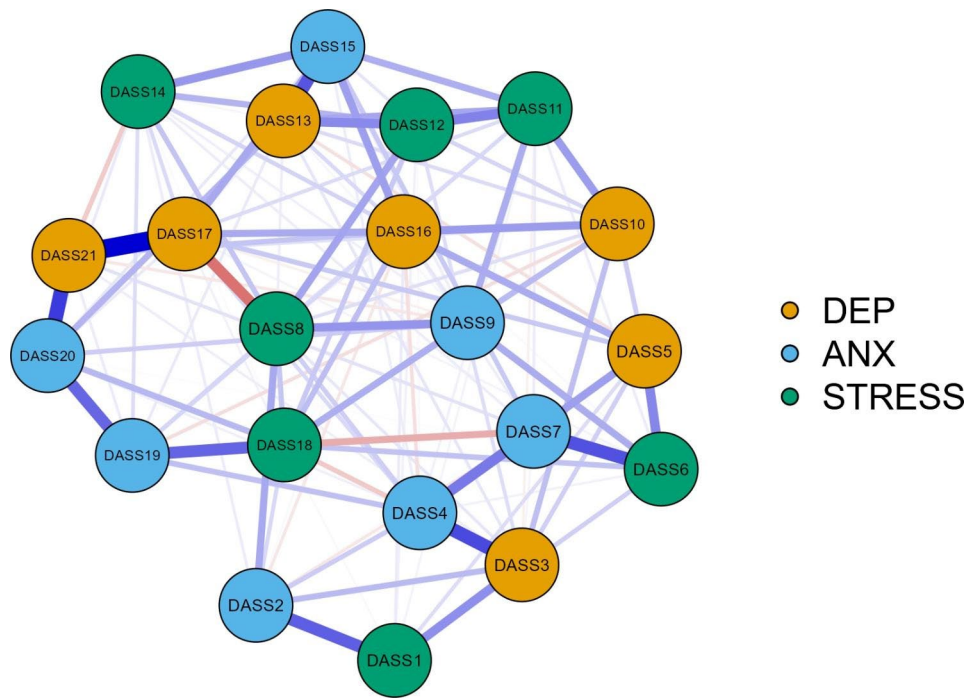 DASS15
DASS14
DASS11
DASS13
DASS12
DASS10
DASS16
DASS17
DASS21
DASS9
DASS8
DASS5
DASS20
DASS7
DASS18
DASS19
DASS6
DASS4
DASS3
DASS2
DASS1
DEP
ANX
STRESS